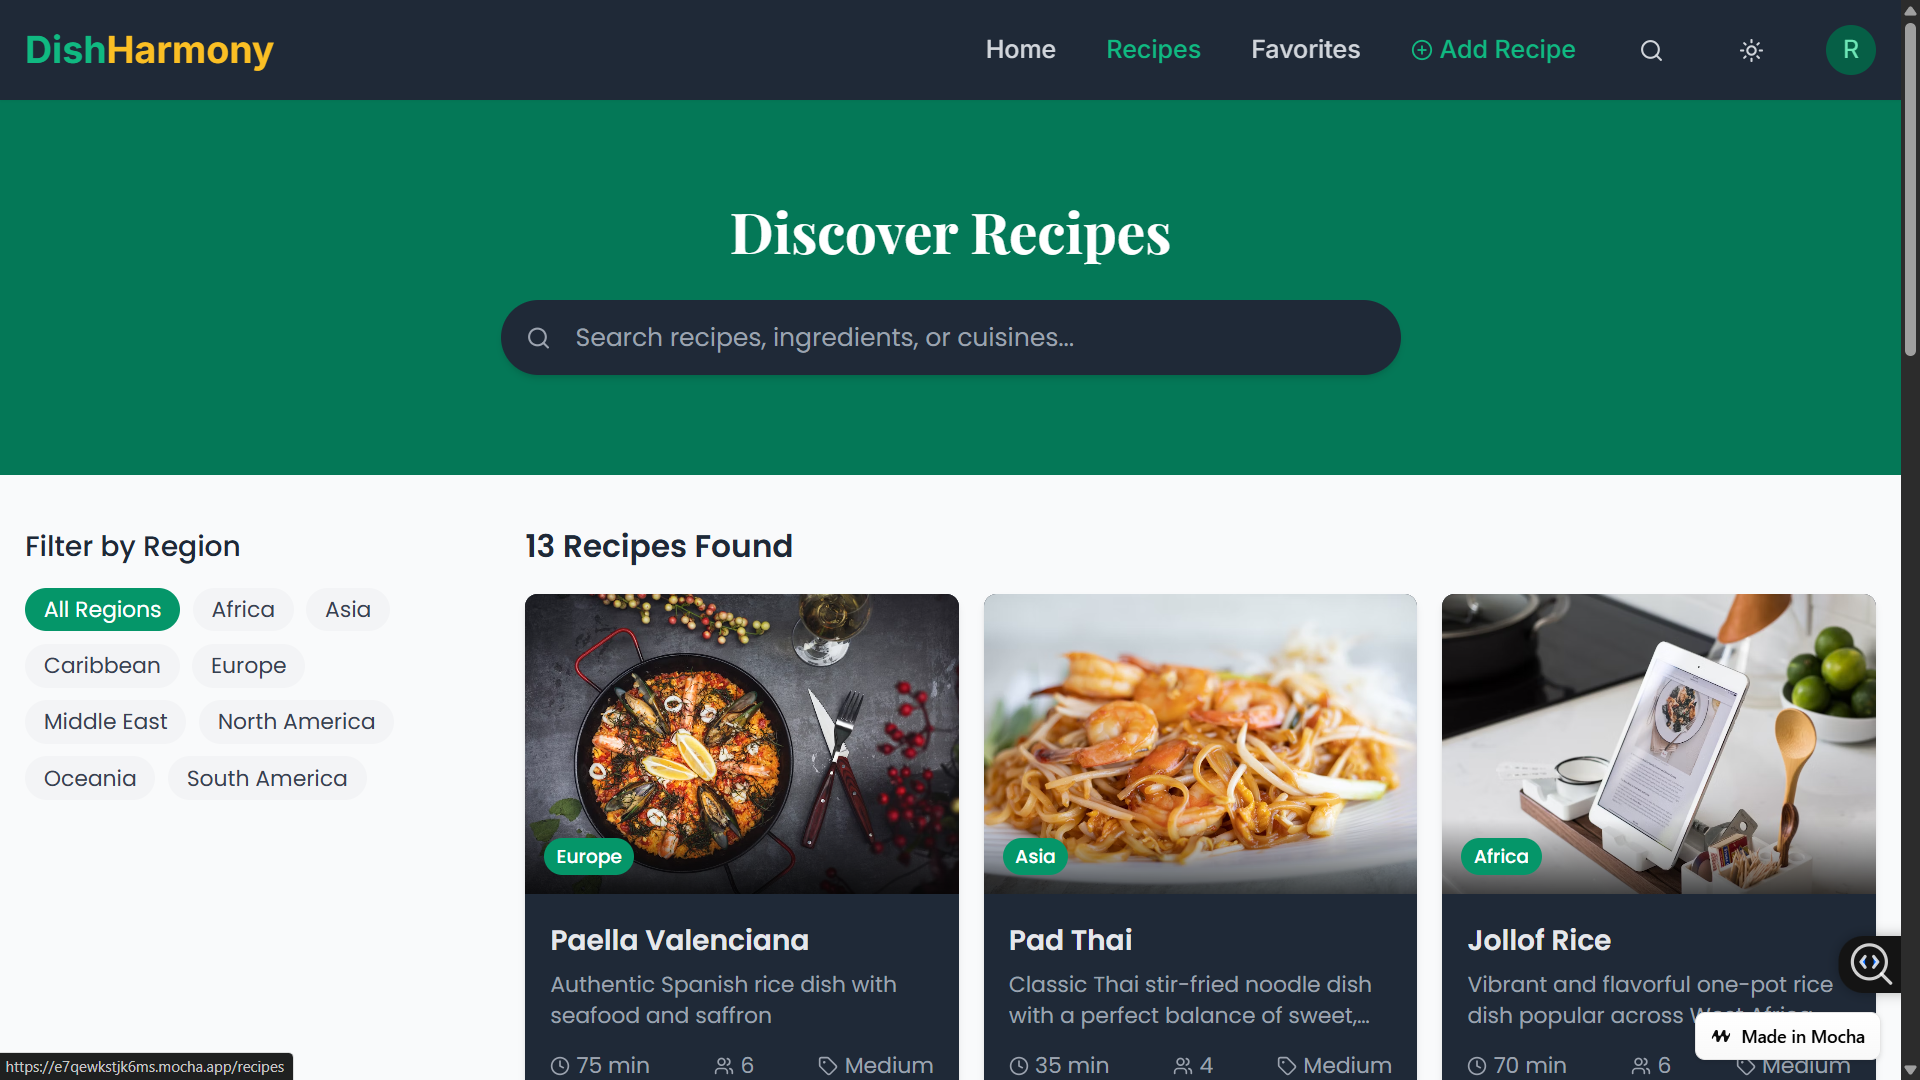 DishHarmony
Home Recipes Favorites Add Recipe R
Discover Recipes
Search recipes, ingredients, or cuisines...
Filter by Region
All Regions Africa Asia
Caribbean Europe
Middle East North America
Oceania South America
13 Recipes Found
Europe
Paella Valenciana
Authentic Spanish rice dish with
seafood and saffron
75 min 6 Medium
Asia
Pad Thai
Classic Thai stir-fried noodle dish
with a perfect balance of sweet,...
35 min 4 Medium
Africa
Jollof Rice
Vibrant and flavorful one-pot rice
dish popular across West Africa
70 min 6 Medium
Made in Mocha
https://e7qewkstjk6ms.mocha.app/recipes